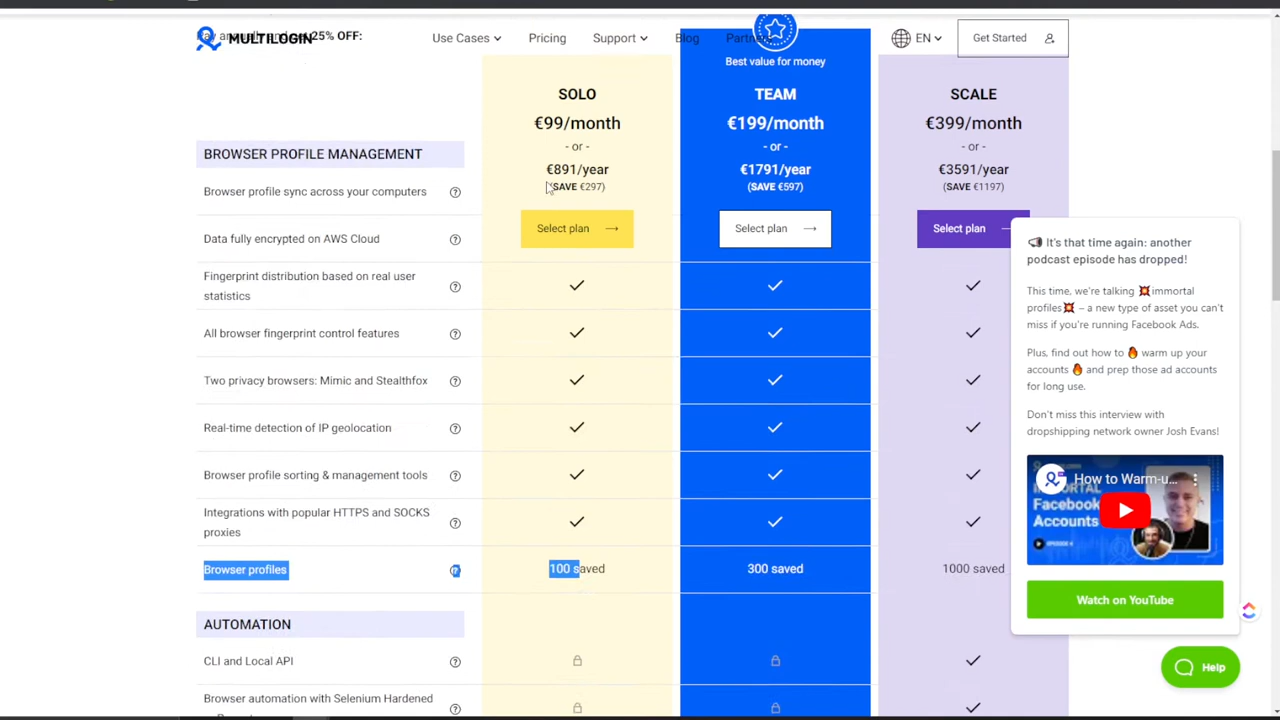 25% OFF:
MULTILOGIN
Use Cases
Pricing
Support
Blog
Partners
EN
Get Started
Best value for money
SOLO
€99/month
- or -
€891/year
(SAVE €297)
Select plan →
TEAM
€199/month
- or -
€1791/year
(SAVE €597)
Select plan →
SCALE
€399/month
- or -
€3591/year
(SAVE €1197)
Select plan
BROWSER PROFILE MANAGEMENT
Browser profile sync across your computers
Data fully encrypted on AWS Cloud
Fingerprint distribution based on real user
statistics
All browser fingerprint control features
Two privacy browsers: Mimic and Stealthfox
Real-time detection of IP geolocation
Browser profile sorting & management tools
Integrations with popular HTTPS and SOCKS
proxies
Browser profiles
100 saved
300 saved
1000 saved
AUTOMATION
CLI and Local API
Browser automation with Selenium Hardened
📢 It's that time again: another
podcast episode has dropped!
This time, we're talking 💥immortal
profiles💥 – a new type of asset you can't
miss if you're running Facebook Ads.
Plus, find out how to 🔥 warm up your
accounts 🔥 and prep those ad accounts
for long use.
Don't miss this interview with
dropshipping network owner Josh Evans!
How to Warm-u...
IMMORTAL
Facebook
Accounts
EPISODE 4
Watch on YouTube
Help